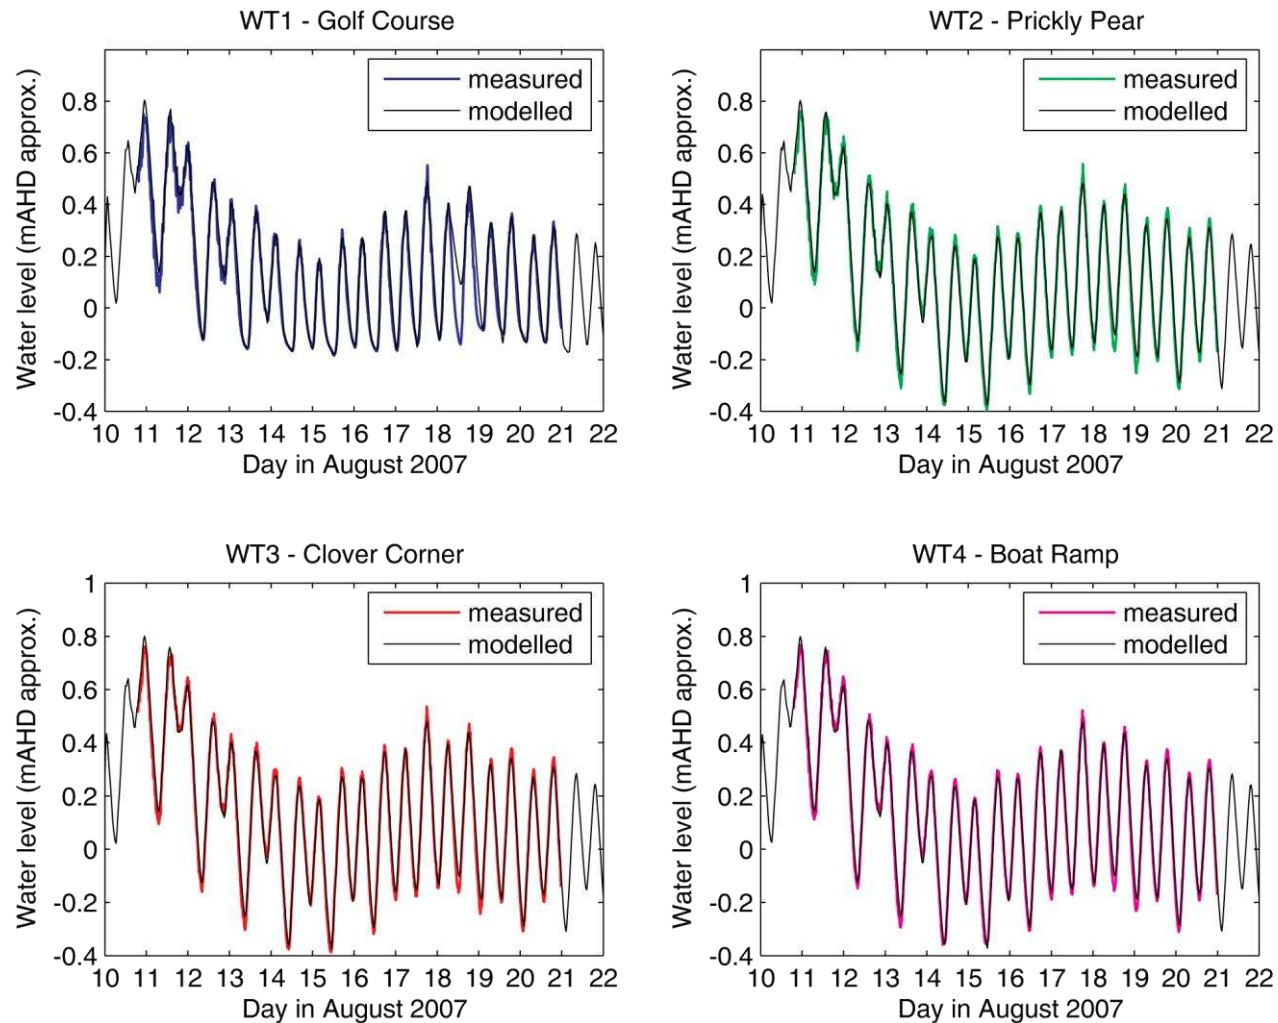 WT1 - Golf Course
measured
modelled
Water level (mAHD approx.)
0.8
0.6
0.4
0.2
0
-0.2
-0.4
10 11 12 13 14 15 16 17 18 19 20 21 22
Day in August 2007
WT2 - Prickly Pear
measured
modelled
Water level (mAHD approx.)
0.8
0.6
0.4
0.2
0
-0.2
-0.4
10 11 12 13 14 15 16 17 18 19 20 21 22
Day in August 2007
WT3 - Clover Corner
measured
modelled
Water level (mAHD approx.)
1
0.8
0.6
0.4
0.2
0
-0.2
-0.4
10 11 12 13 14 15 16 17 18 19 20 21 22
Day in August 2007
WT4 - Boat Ramp
measured
modelled
Water level (mAHD approx.)
1
0.8
0.6
0.4
0.2
0
-0.2
-0.4
10 11 12 13 14 15 16 17 18 19 20 21 22
Day in August 2007